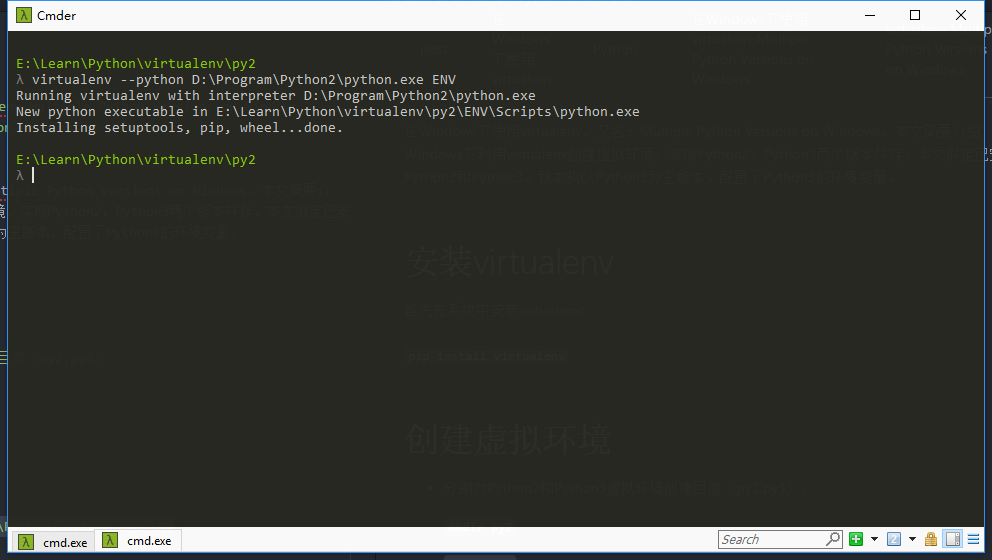 Cmder
E:\Learn\Python\virtualenv\py2
λ virtualenv --python D:\Program\Python2\python.exe ENV
Running virtualenv with interpreter D:\Program\Python2\python.exe
New python executable in E:\Learn\Python\virtualenv\py2\ENV\Scripts\python.exe
Installing setuptools, pip, wheel...done.
E:\Learn\Python\virtualenv\py2
λ
安装virtualenv
pip install virtualenv
创建虚拟环境
cmd.exe
cmd.exe
Search